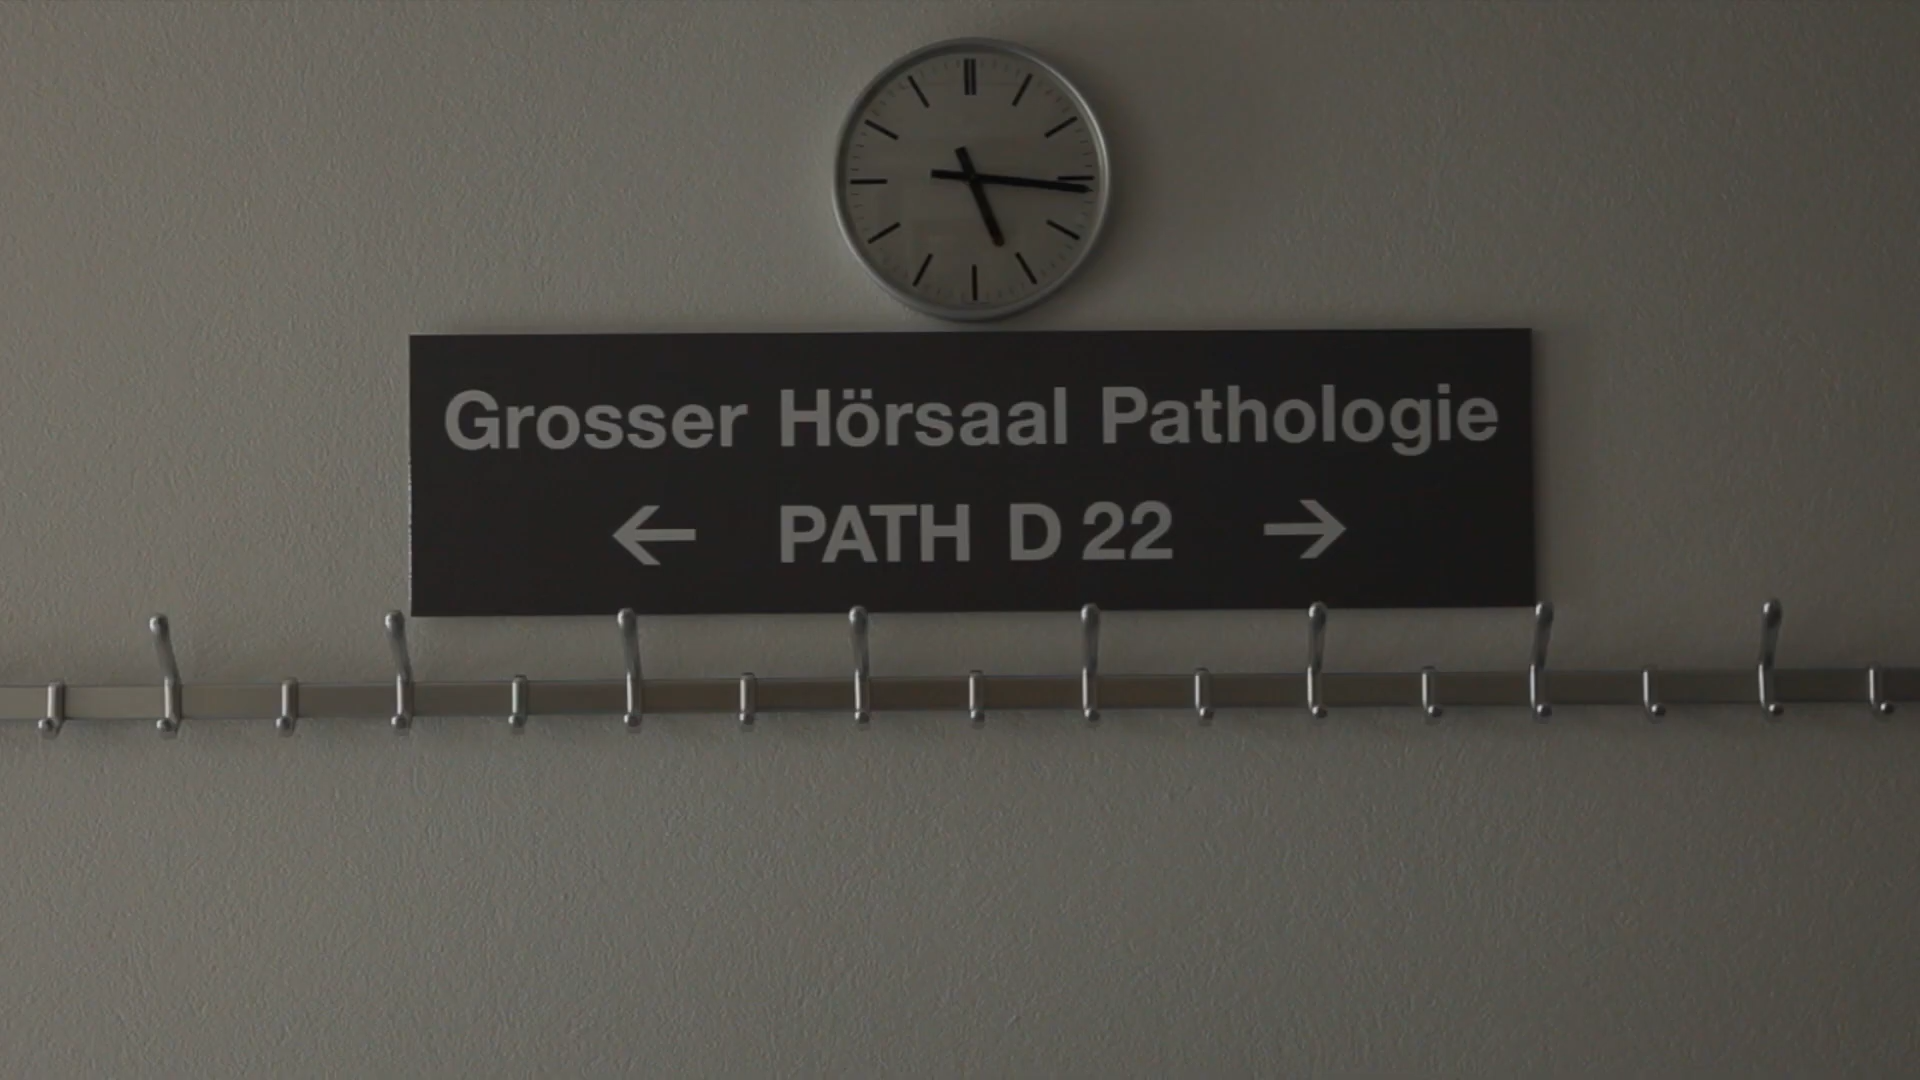 Grosser Hörsaal Pathologie
← PATH D 22 →